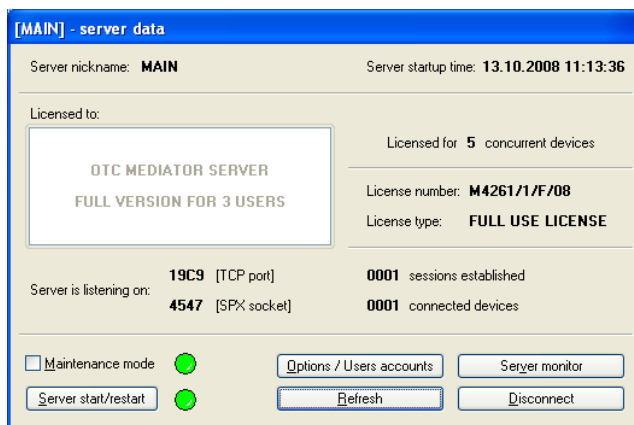 [MAIN] - server data
Server nickname: MAIN
Server startup time: 13.10.2008 11:13:36
Licensed to:
OTC MEDIATOR SERVER
FULL VERSION FOR 3 USERS
Licensed for 5 concurrent devices
License number: M4261/1/F/08
License type: FULL USE LICENSE
Server is listening on:
19C9 [TCP port]
4547 [SPX socket]
0001 sessions established
0001 connected devices
Maintenance mode
Options / Users accounts
Server monitor
Server start/restart
Refresh
Disconnect